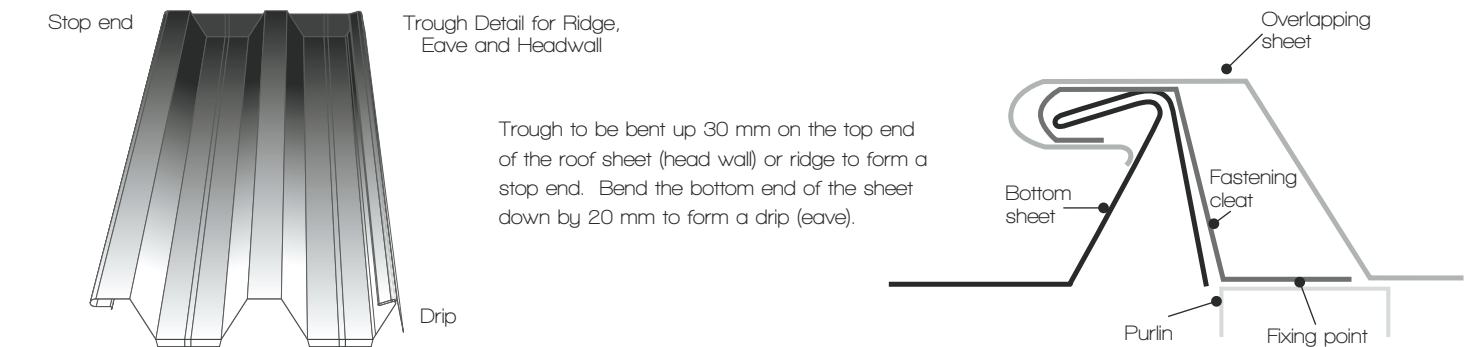 Stop end
Trough Detail for Ridge,
Eave and Headwall
Trough to be bent up 30 mm on the top end
of the roof sheet (head wall) or ridge to form a
stop end. Bend the bottom end of the sheet
down by 20 mm to form a drip (eave).
Drip
Overlapping
sheet
Bottom
sheet
Fastening
cleat
Purlin
Fixing point